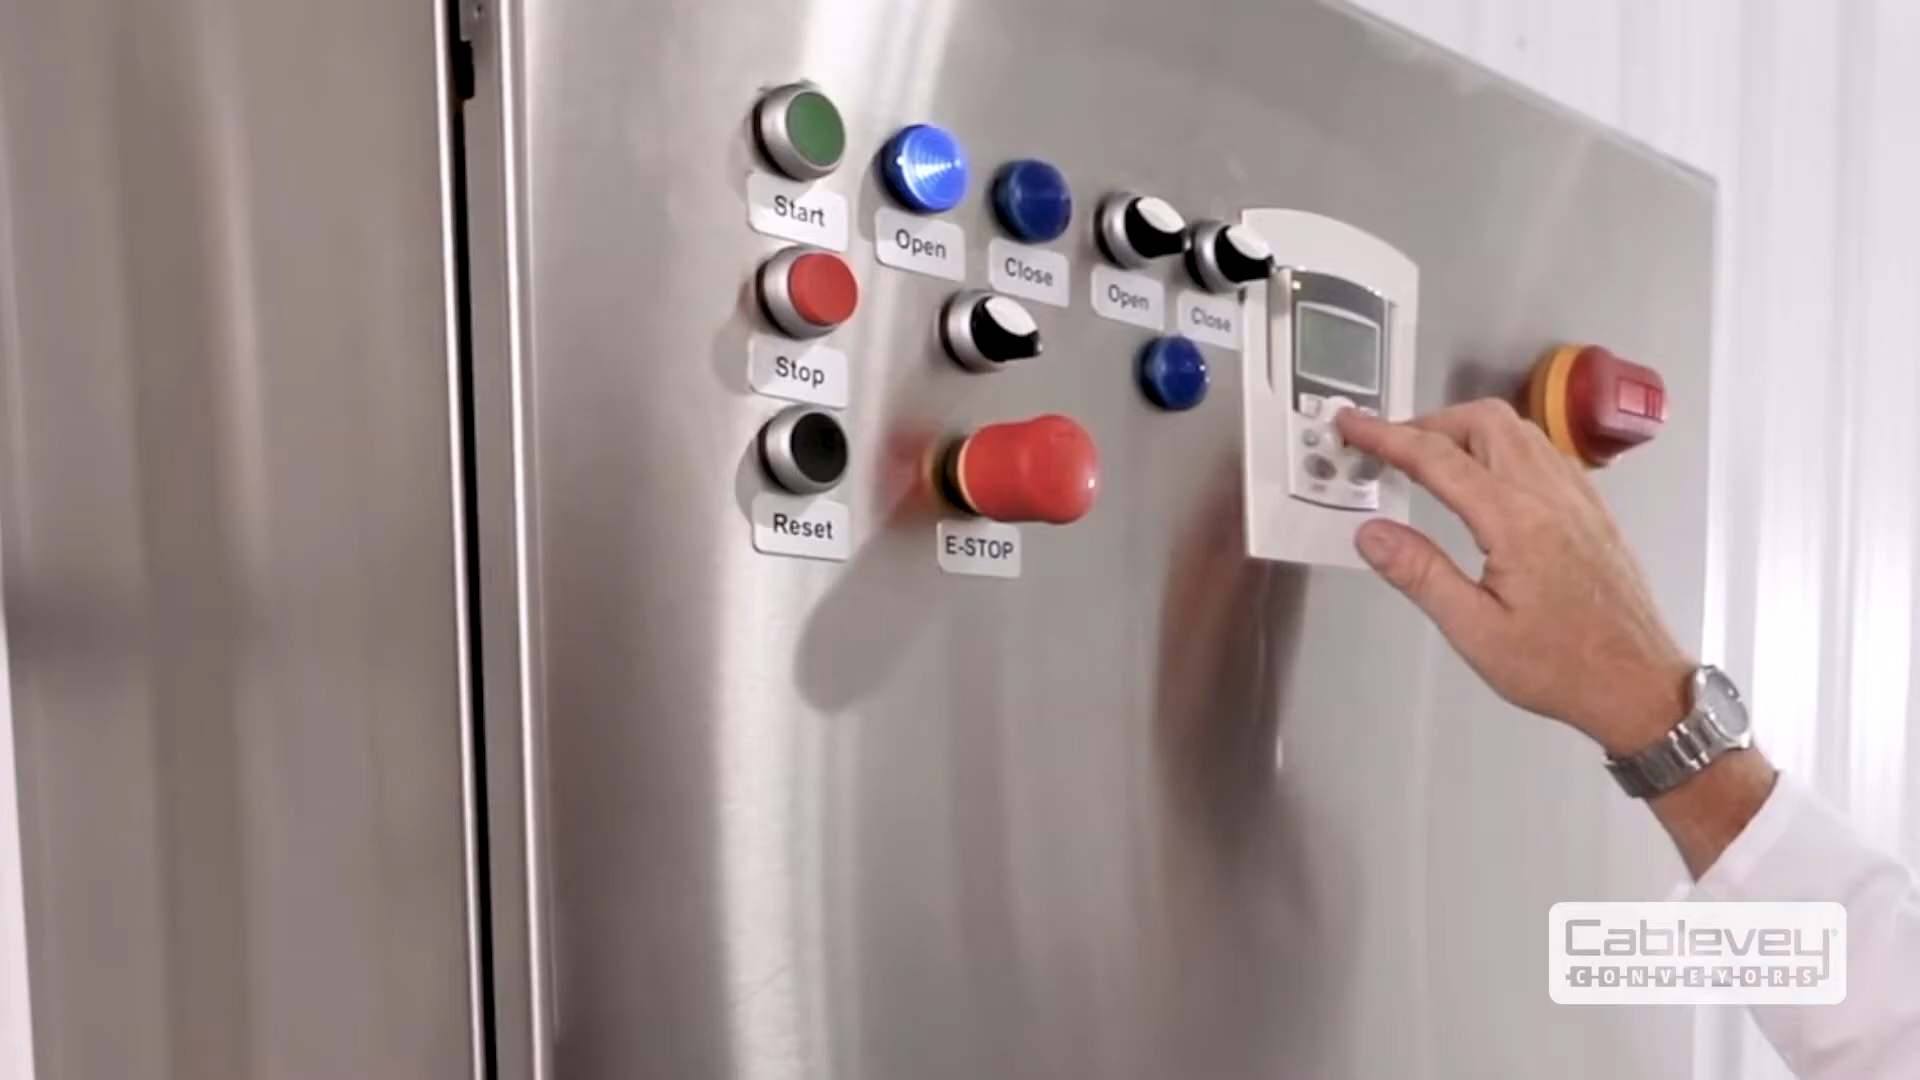 Start
Open
Close
Open
Close
Stop
Reset
E-STOP
Cablevey®
CONVEYORS